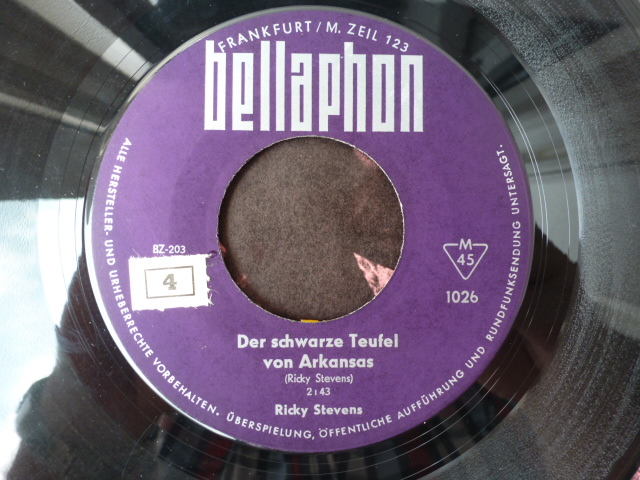 FRANKFURT/M. ZEIL 123
bellaphon
BZ-203
4
M
45
1026
Der schwarze Teufel
von Arkansas
(Ricky Stevens)
2:43
Ricky Stevens
ALLE HERSTELLER- UND URHEBERRECHTE VORBEHALTEN. ÜBERSPIELUNG, ÖFFENTLICHE AUFFÜHRUNG UND RUNDFUNKSENDUNG UNTERSAGT.